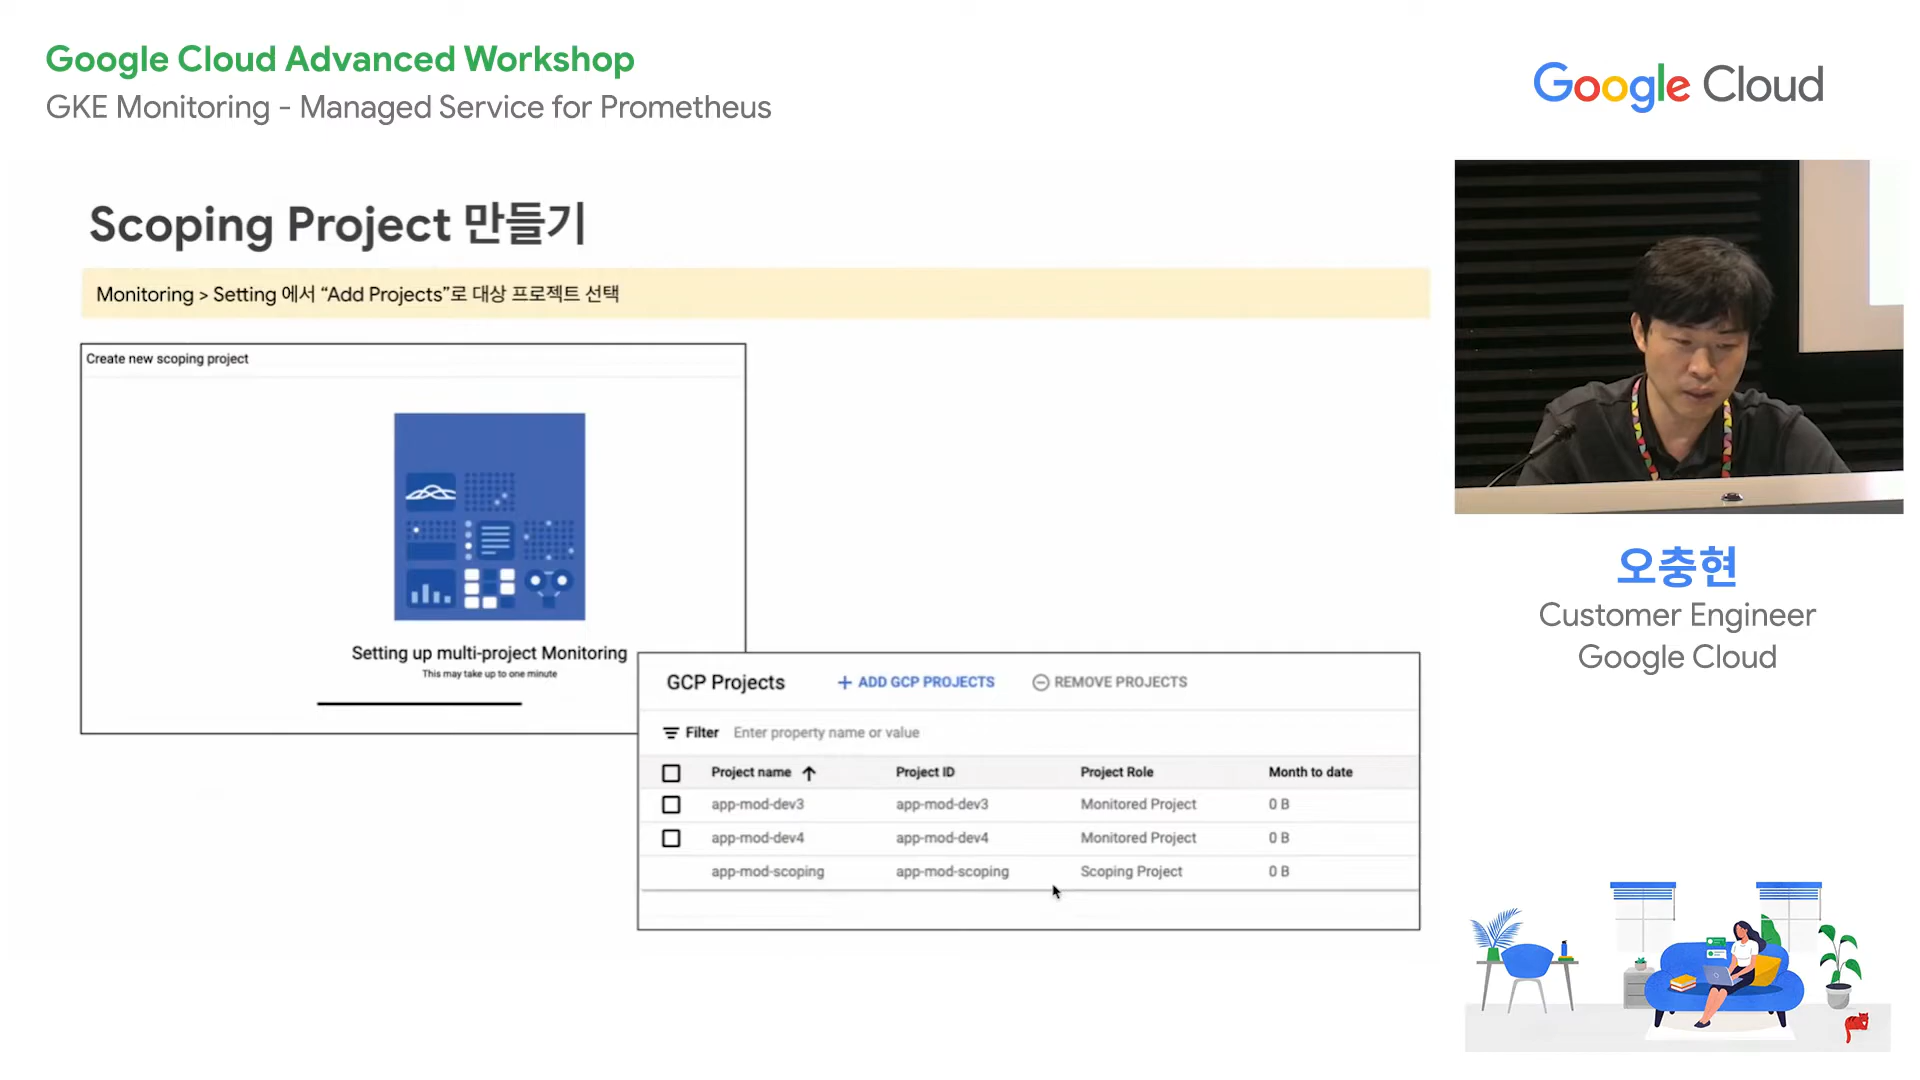 Google Cloud Advanced Workshop
GKE Monitoring - Managed Service for Prometheus
Google Cloud
Scoping Project 만들기
Monitoring > Setting 에서 “Add Projects”로 대상 프로젝트 선택
Create new scoping project
Setting up multi-project Monitoring
This may take up to one minute
GCP Projects + ADD GCP PROJECTS REMOVE PROJECTS
Filter Enter property name or value
Project name ↑ Project ID Project Role Month to date
app-mod-dev3 app-mod-dev3 Monitored Project 0 B
app-mod-dev4 app-mod-dev4 Monitored Project 0 B
app-mod-scoping app-mod-scoping Scoping Project 0 B
오충현
Customer Engineer
Google Cloud